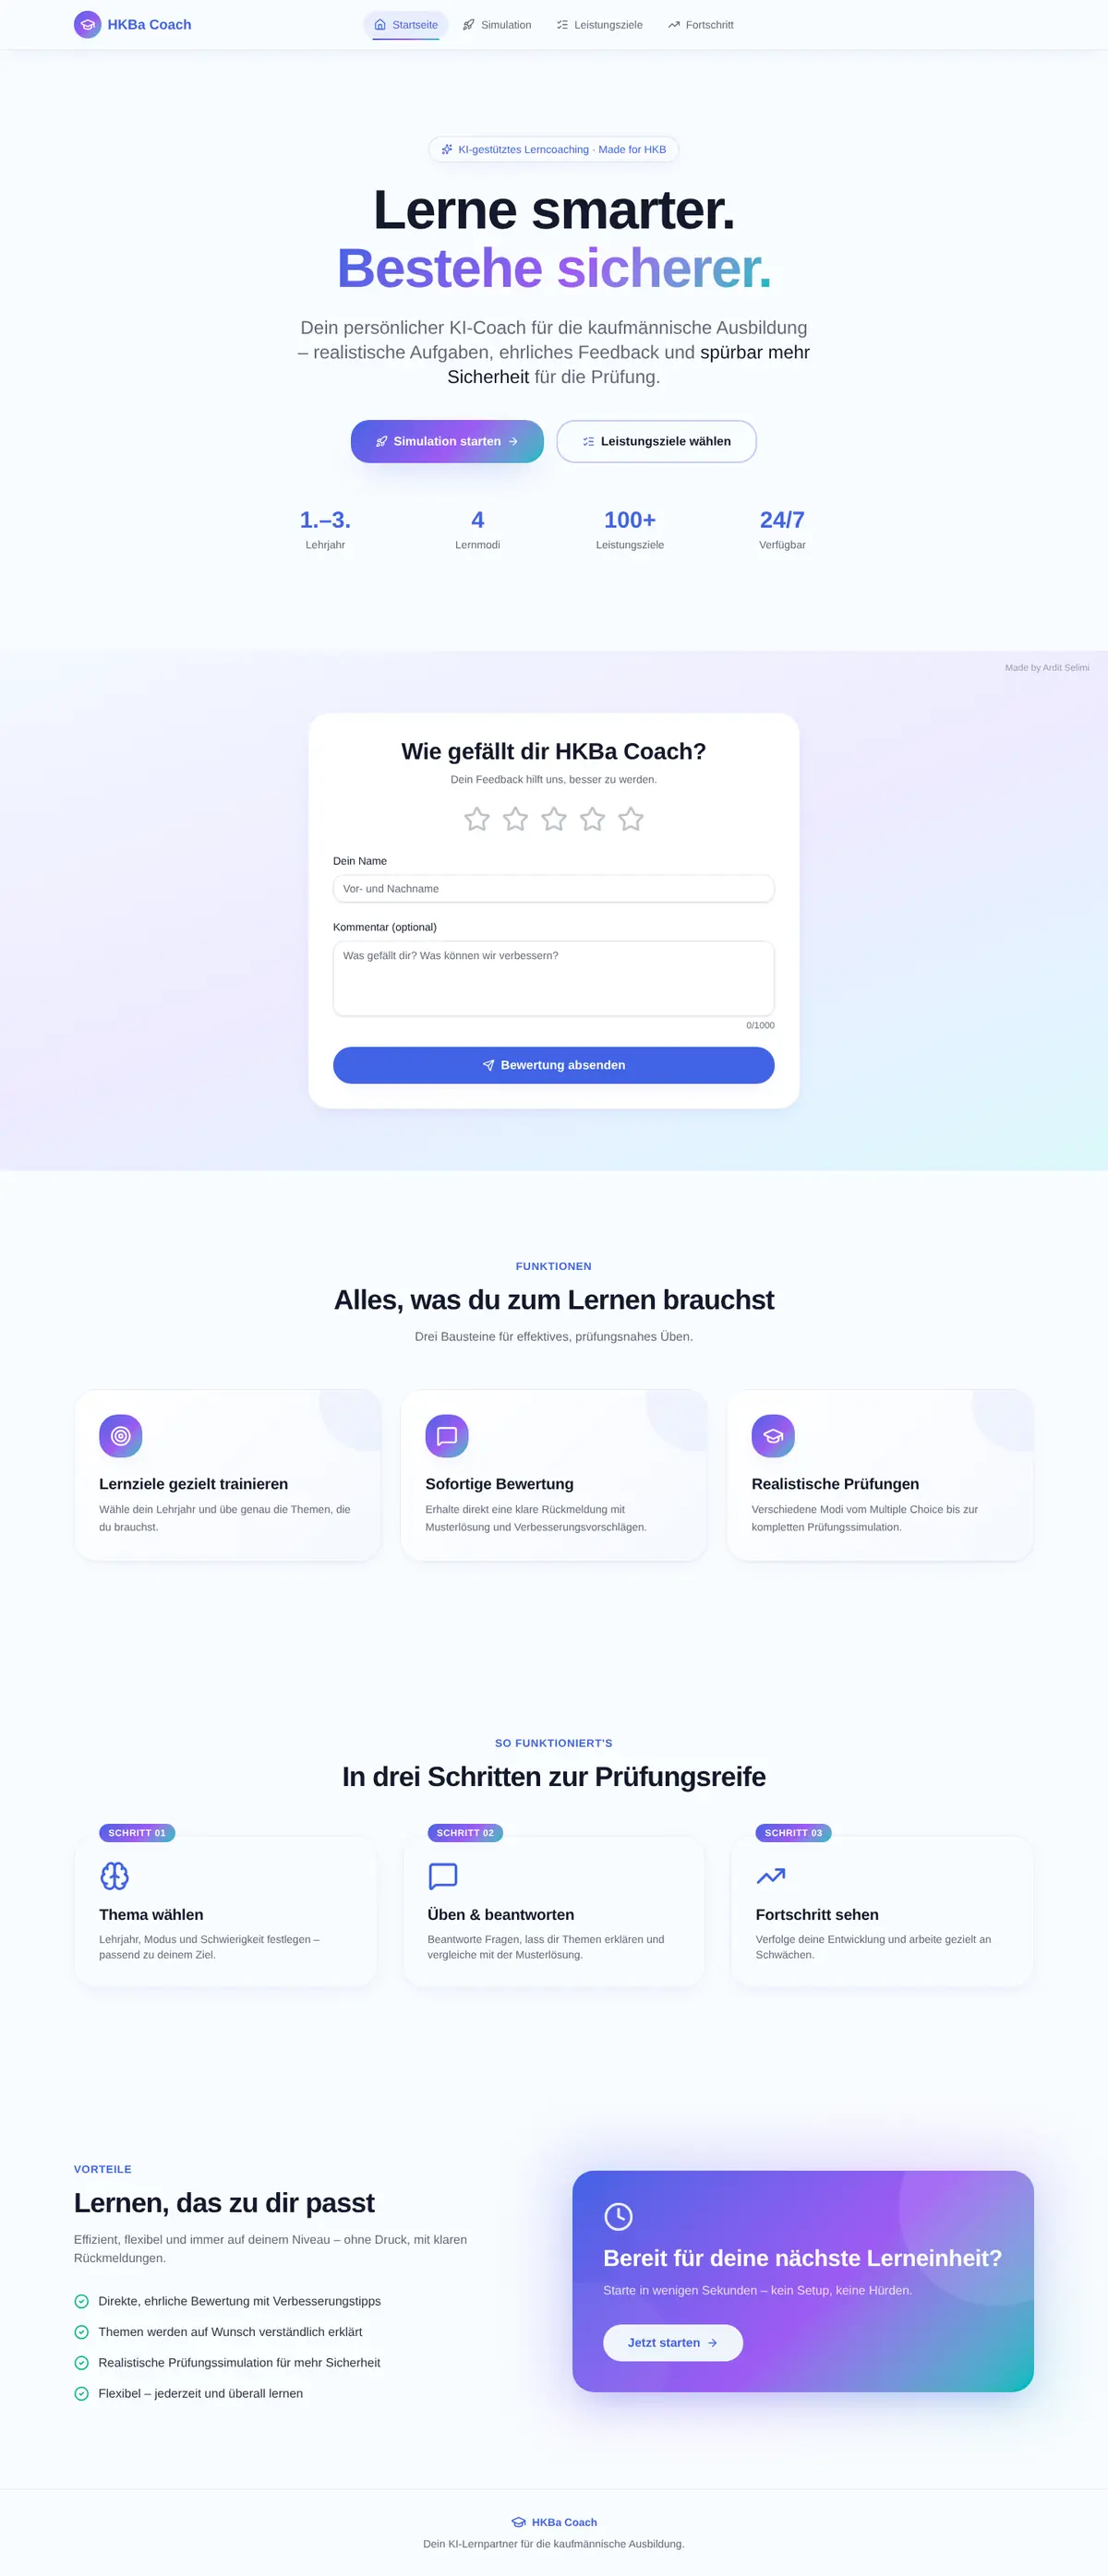 HKBa Coach
Startseite
Simulation
Leistungsziele
Fortschritt
KI-gestütztes Lerncoaching · Made for HKB
Lerne smarter.
Bestehe sicherer.
Dein persönlicher KI-Coach für die kaufmännische Ausbildung
– realistische Aufgaben, ehrliches Feedback und spürbar mehr
Sicherheit für die Prüfung.
Simulation starten
Leistungsziele wählen
1.–3.
Lehrjahr
4
Lernmodi
100+
Leistungsziele
24/7
Verfügbar
Made by Ardit Selimi
Wie gefällt dir HKBa Coach?
Dein Feedback hilft uns, besser zu werden.
Dein Name
Vor- und Nachname
Kommentar (optional)
Was gefällt dir? Was können wir verbessern?
0/1000
Bewertung absenden
FUNKTIONEN
Alles, was du zum Lernen brauchst
Drei Bausteine für effektives, prüfungsnahes Üben.
Lernziele gezielt trainieren
Wähle dein Lehrjahr und übe genau die Themen, die
du brauchst.
Sofortige Bewertung
Erhalte direkt eine klare Rückmeldung mit
Musterlösung und Verbesserungsvorschlägen.
Realistische Prüfungen
Verschiedene Modi vom Multiple Choice bis zur
kompletten Prüfungssimulation.
SO FUNKTIONIERT'S
In drei Schritten zur Prüfungsreife
SCHRITT 01
Thema wählen
Lehrjahr, Modus und Schwierigkeit festlegen –
passend zu deinem Ziel.
SCHRITT 02
Üben & beantworten
Beantworte Fragen, lass dir Themen erklären und
vergleiche mit der Musterlösung.
SCHRITT 03
Fortschritt sehen
Verfolge deine Entwicklung und arbeite gezielt an
Schwächen.
VORTEILE
Lernen, das zu dir passt
Effizient, flexibel und immer auf deinem Niveau – ohne Druck, mit klaren
Rückmeldungen.
Direkte, ehrliche Bewertung mit Verbesserungstipps
Themen werden auf Wunsch verständlich erklärt
Realistische Prüfungssimulation für mehr Sicherheit
Flexibel – jederzeit und überall lernen
Bereit für deine nächste Lerneinheit?
Starte in wenigen Sekunden – kein Setup, keine Hürden.
Jetzt starten
HKBa Coach
Dein KI-Lernpartner für die kaufmännische Ausbildung.